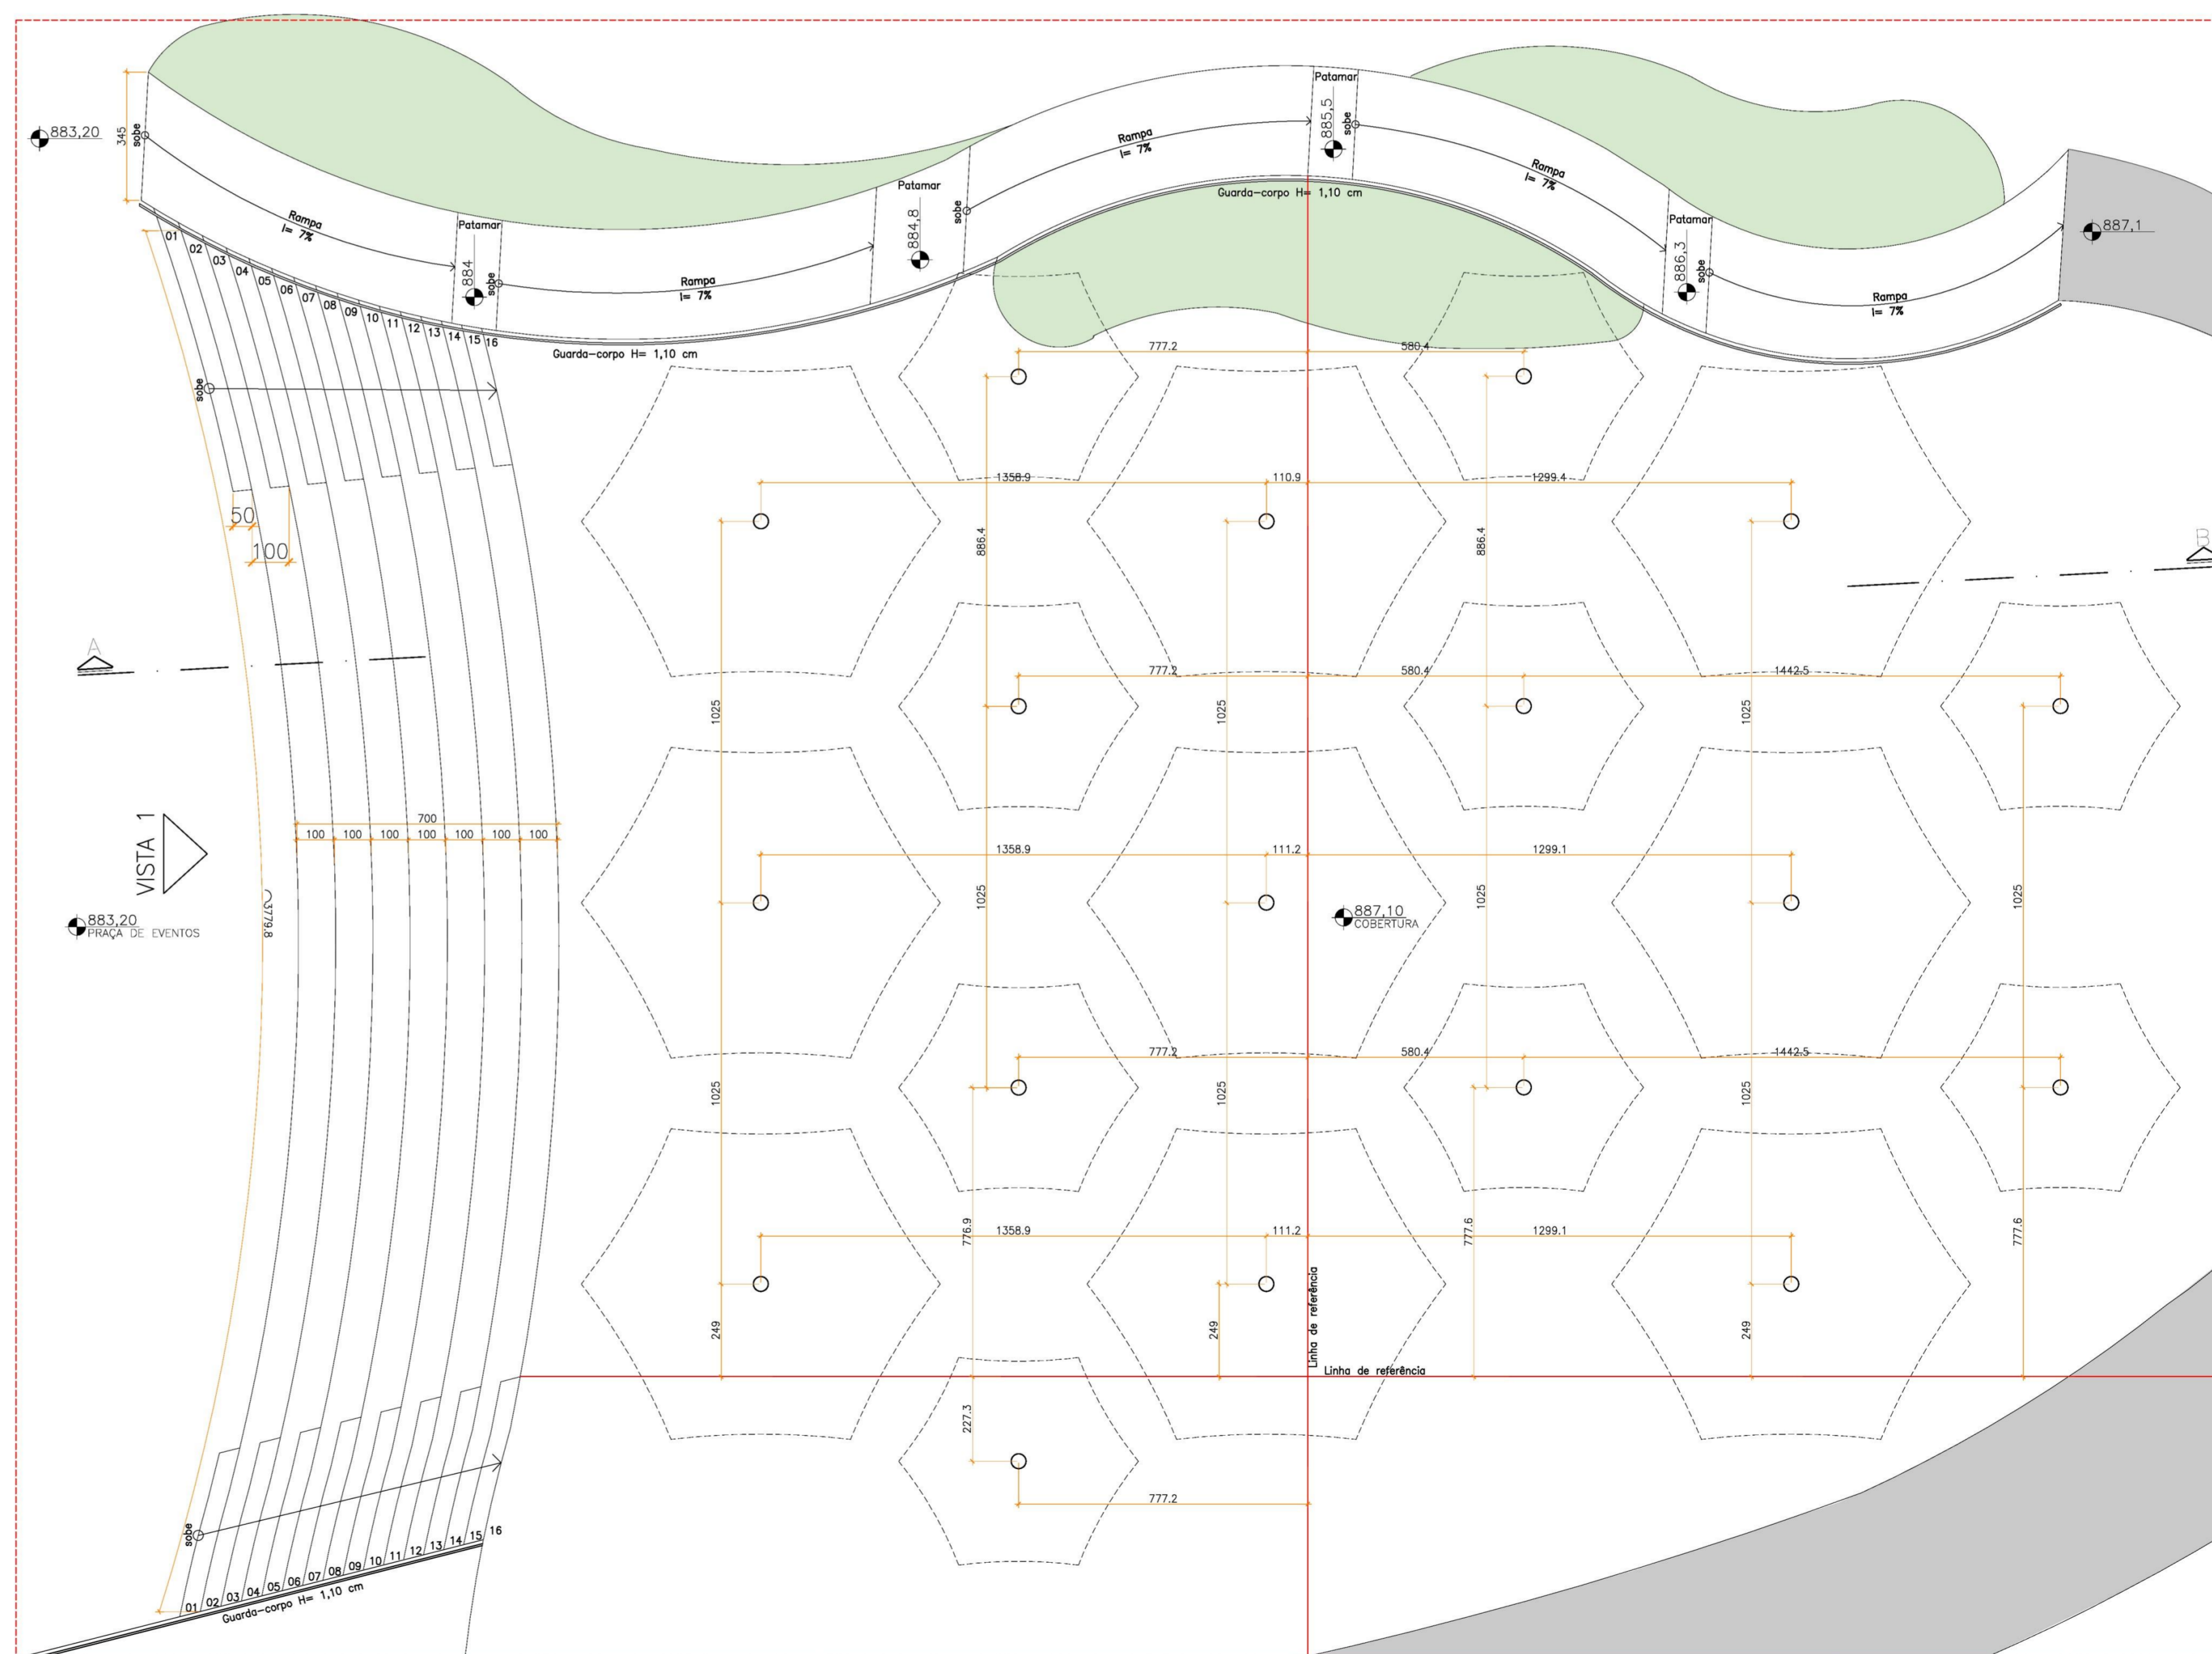 883,20
345
sobe
Rampa
I= 7%
Patamar
884
sobe
Rampa
I= 7%
Patamar
884,8
sobe
Rampa
I= 7%
Patamar
885,5
sobe
Rampa
I= 7%
Patamar
886,3
sobe
Rampa
I= 7%
887,1
Guarda-corpo H= 1,10 cm
Guarda-corpo H= 1,10 cm
01 02 03 04 05 06 07 08 09 10 11 12 13 14 15 16
sobe
50
100
777.2 580.4
1358.9 110.9 1299.4
886.4 886.4
B
A
777.2 580.4 1442.5
1025 1025 1025
VISTA 1
700
100 100 100 100 100 100 100
1358.9 111.2 1299.1
1025 1025 1025
3779.8
883,20
PRAÇA DE EVENTOS
887,10
COBERTURA
777.2 580.4 1442.5
1025 1025 1025
1358.9 111.2 1299.1
776.9 777.6 777.6
249 249 249
Linha de referência
Linha de referência
227.3
777.2
sobe
01 02 03 04 05 06 07 08 09 10 11 12 13 14 15 16
Guarda-corpo H= 1,10 cm